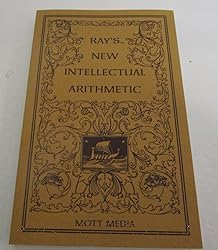 RAY'S
NEW
INTELLECTUAL
ARITHMETIC
MOTT MEDIA